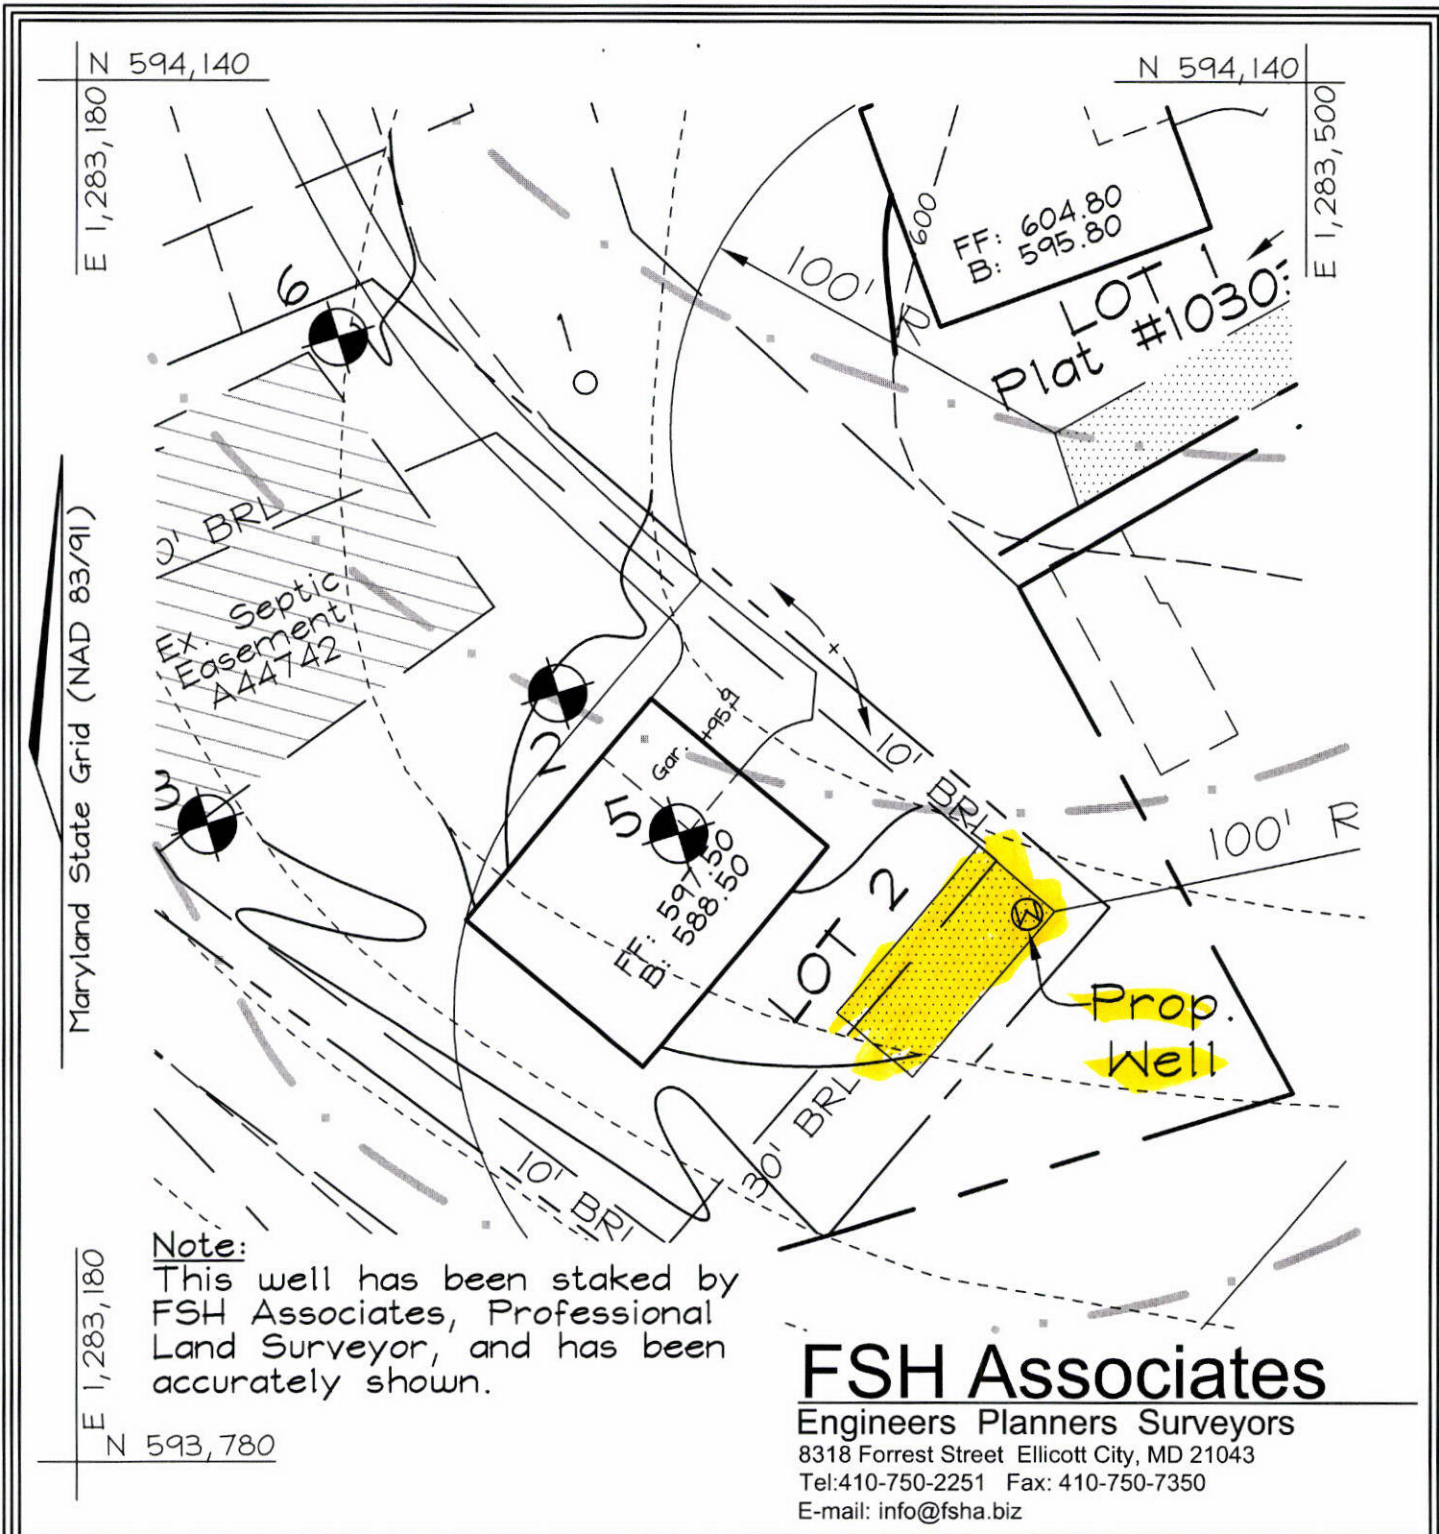 N 594,140
N 594,140
E 1,283,180
E 1,283,500
600
FF: 604.80
B: 595.80
LOT 1
Plat #1030
100' R
6
1
0' BRL
Ex. Septic
Easement
A44742
Maryland State Grid (NAD 83/91)
2
3
5
Gar.
FF: 597.50
B: 588.50
10' BRL
100' R
LOT 2
W
Prop.
Well
30' BRL
10' BRL
Note:
This well has been staked by
FSH Associates, Professional
Land Surveyor, and has been
accurately shown.
E 1,283,180
N 593,780
FSH Associates
Engineers Planners Surveyors
8318 Forrest Street Ellicott City, MD 21043
Tel:410-750-2251 Fax: 410-750-7350
E-mail: info@fsha.biz